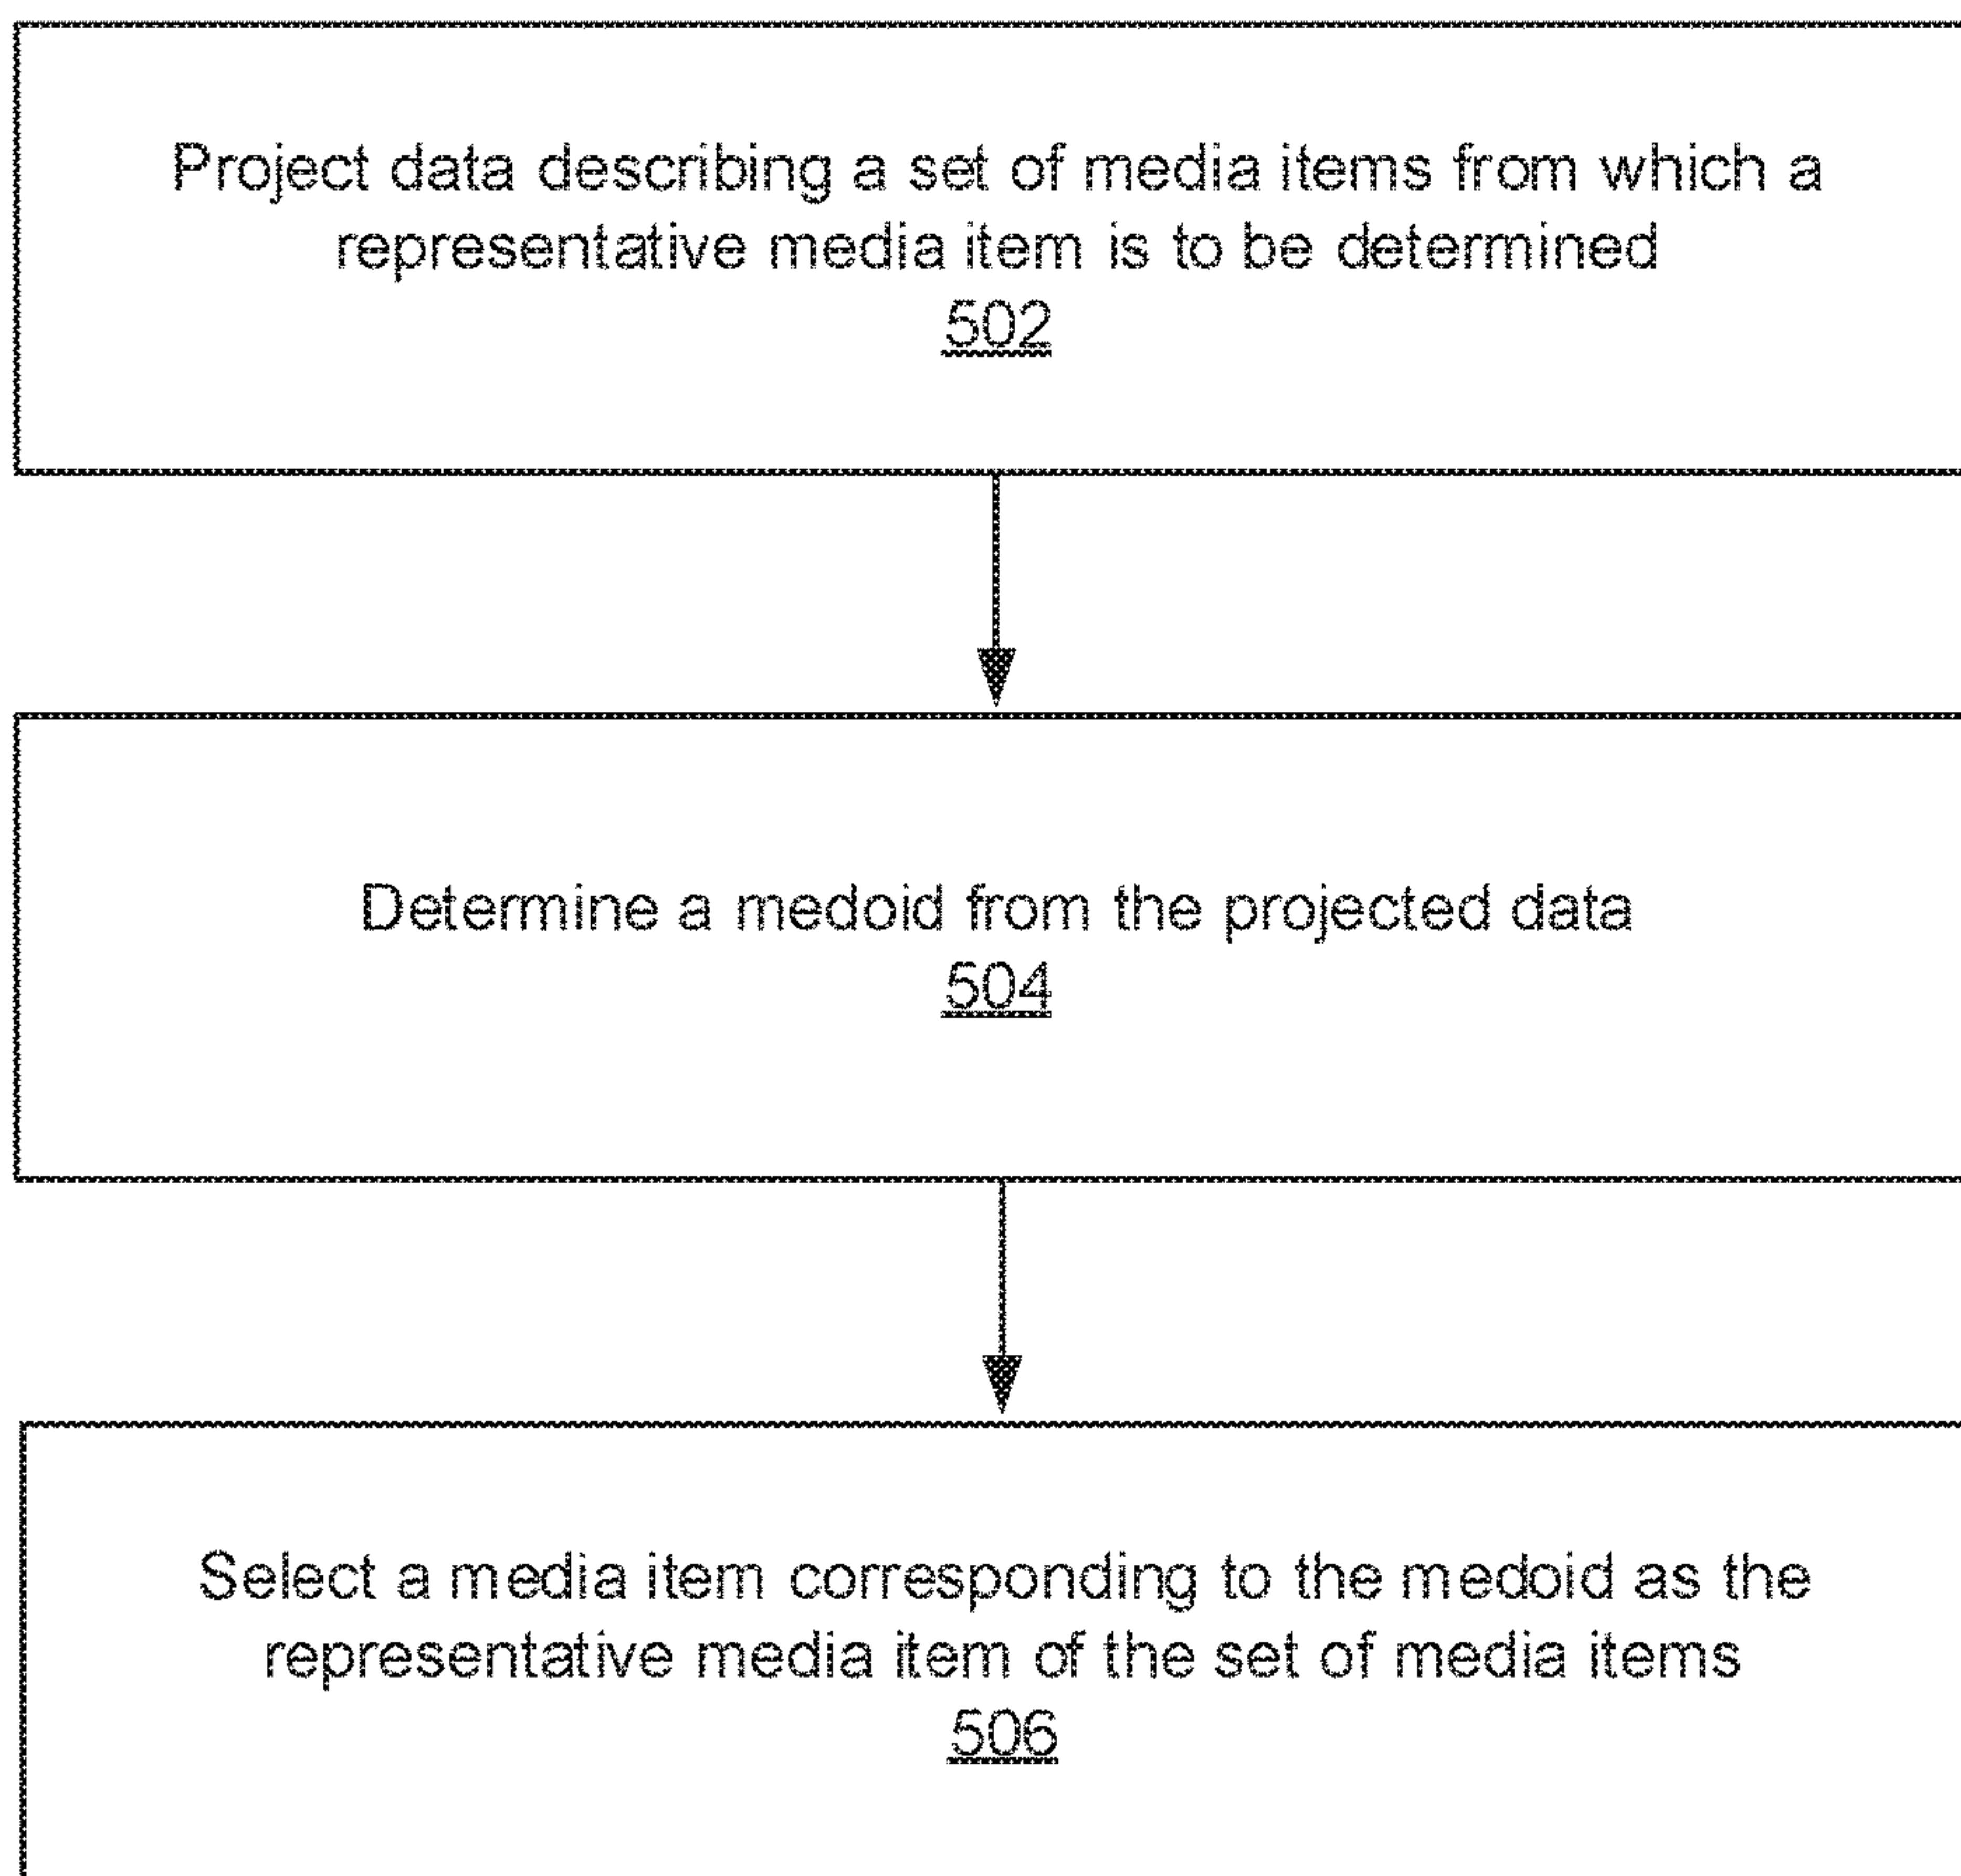 Project data describing a set of media items from which a
representative media item is to be determined
502
Determine a medoid from the projected data
504
Select a media item corresponding to the medoid as the
representative media item of the set of media items
506